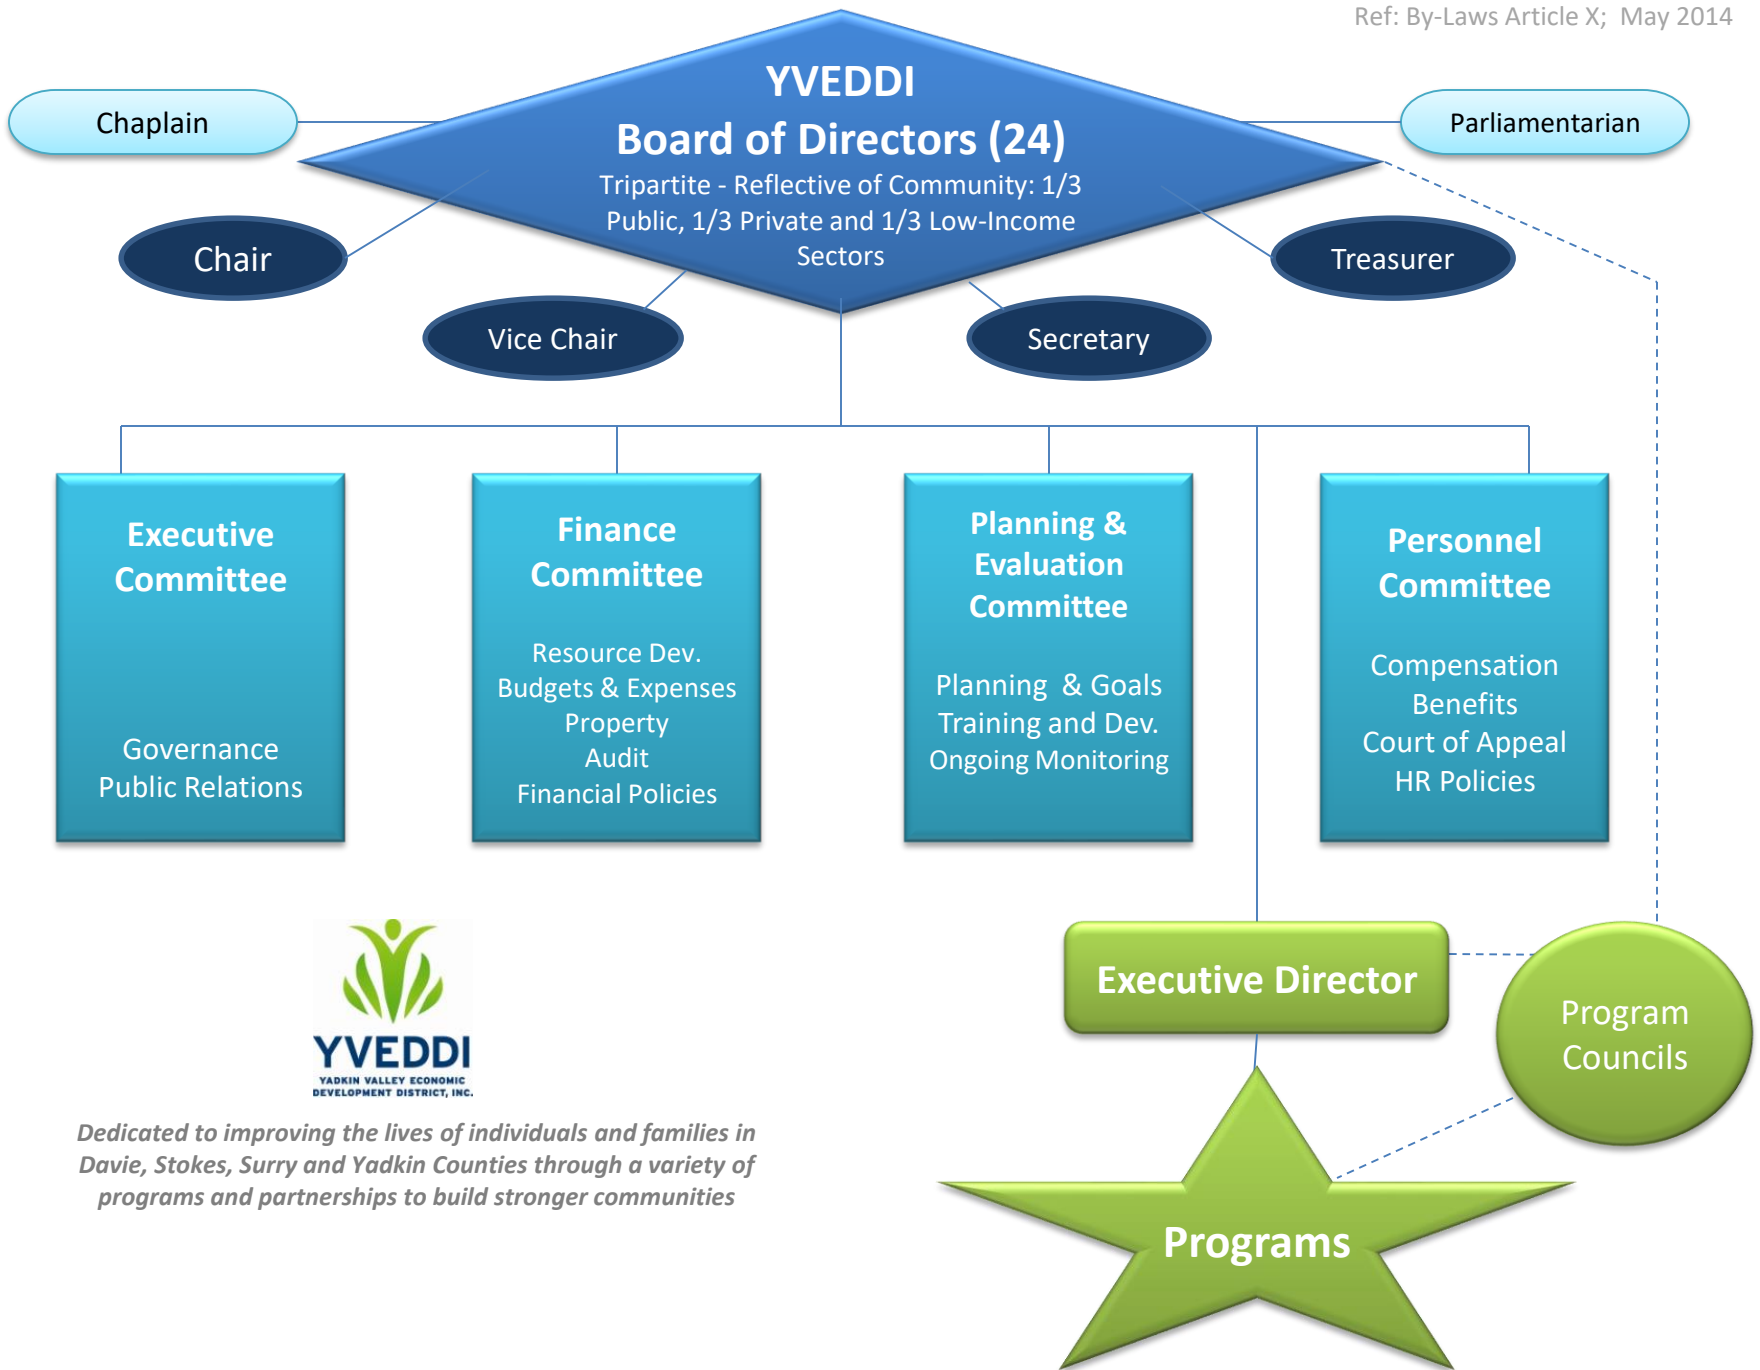 Ref: By-Laws Article X;  May 2014
YVEDDI
Board of Directors (24)
Tripartite - Reflective of Community: 1/3
Public, 1/3 Private and 1/3 Low-Income
Sectors
Chaplain
Parliamentarian
Chair
Vice Chair
Secretary
Treasurer
Executive
Committee
Governance
Public Relations
Finance
Committee
Resource Dev.
Budgets & Expenses
Property
Audit
Financial Policies
Planning &
Evaluation
Committee
Planning  & Goals
Training and Dev.
Ongoing Monitoring
Personnel
Committee
Compensation
Benefits
Court of Appeal
HR Policies
Executive Director
Program
Councils
Programs
YVEDDI
YADKIN VALLEY ECONOMIC
DEVELOPMENT DISTRICT, INC.
Dedicated to improving the lives of individuals and families in
Davie, Stokes, Surry and Yadkin Counties through a variety of
programs and partnerships to build stronger communities